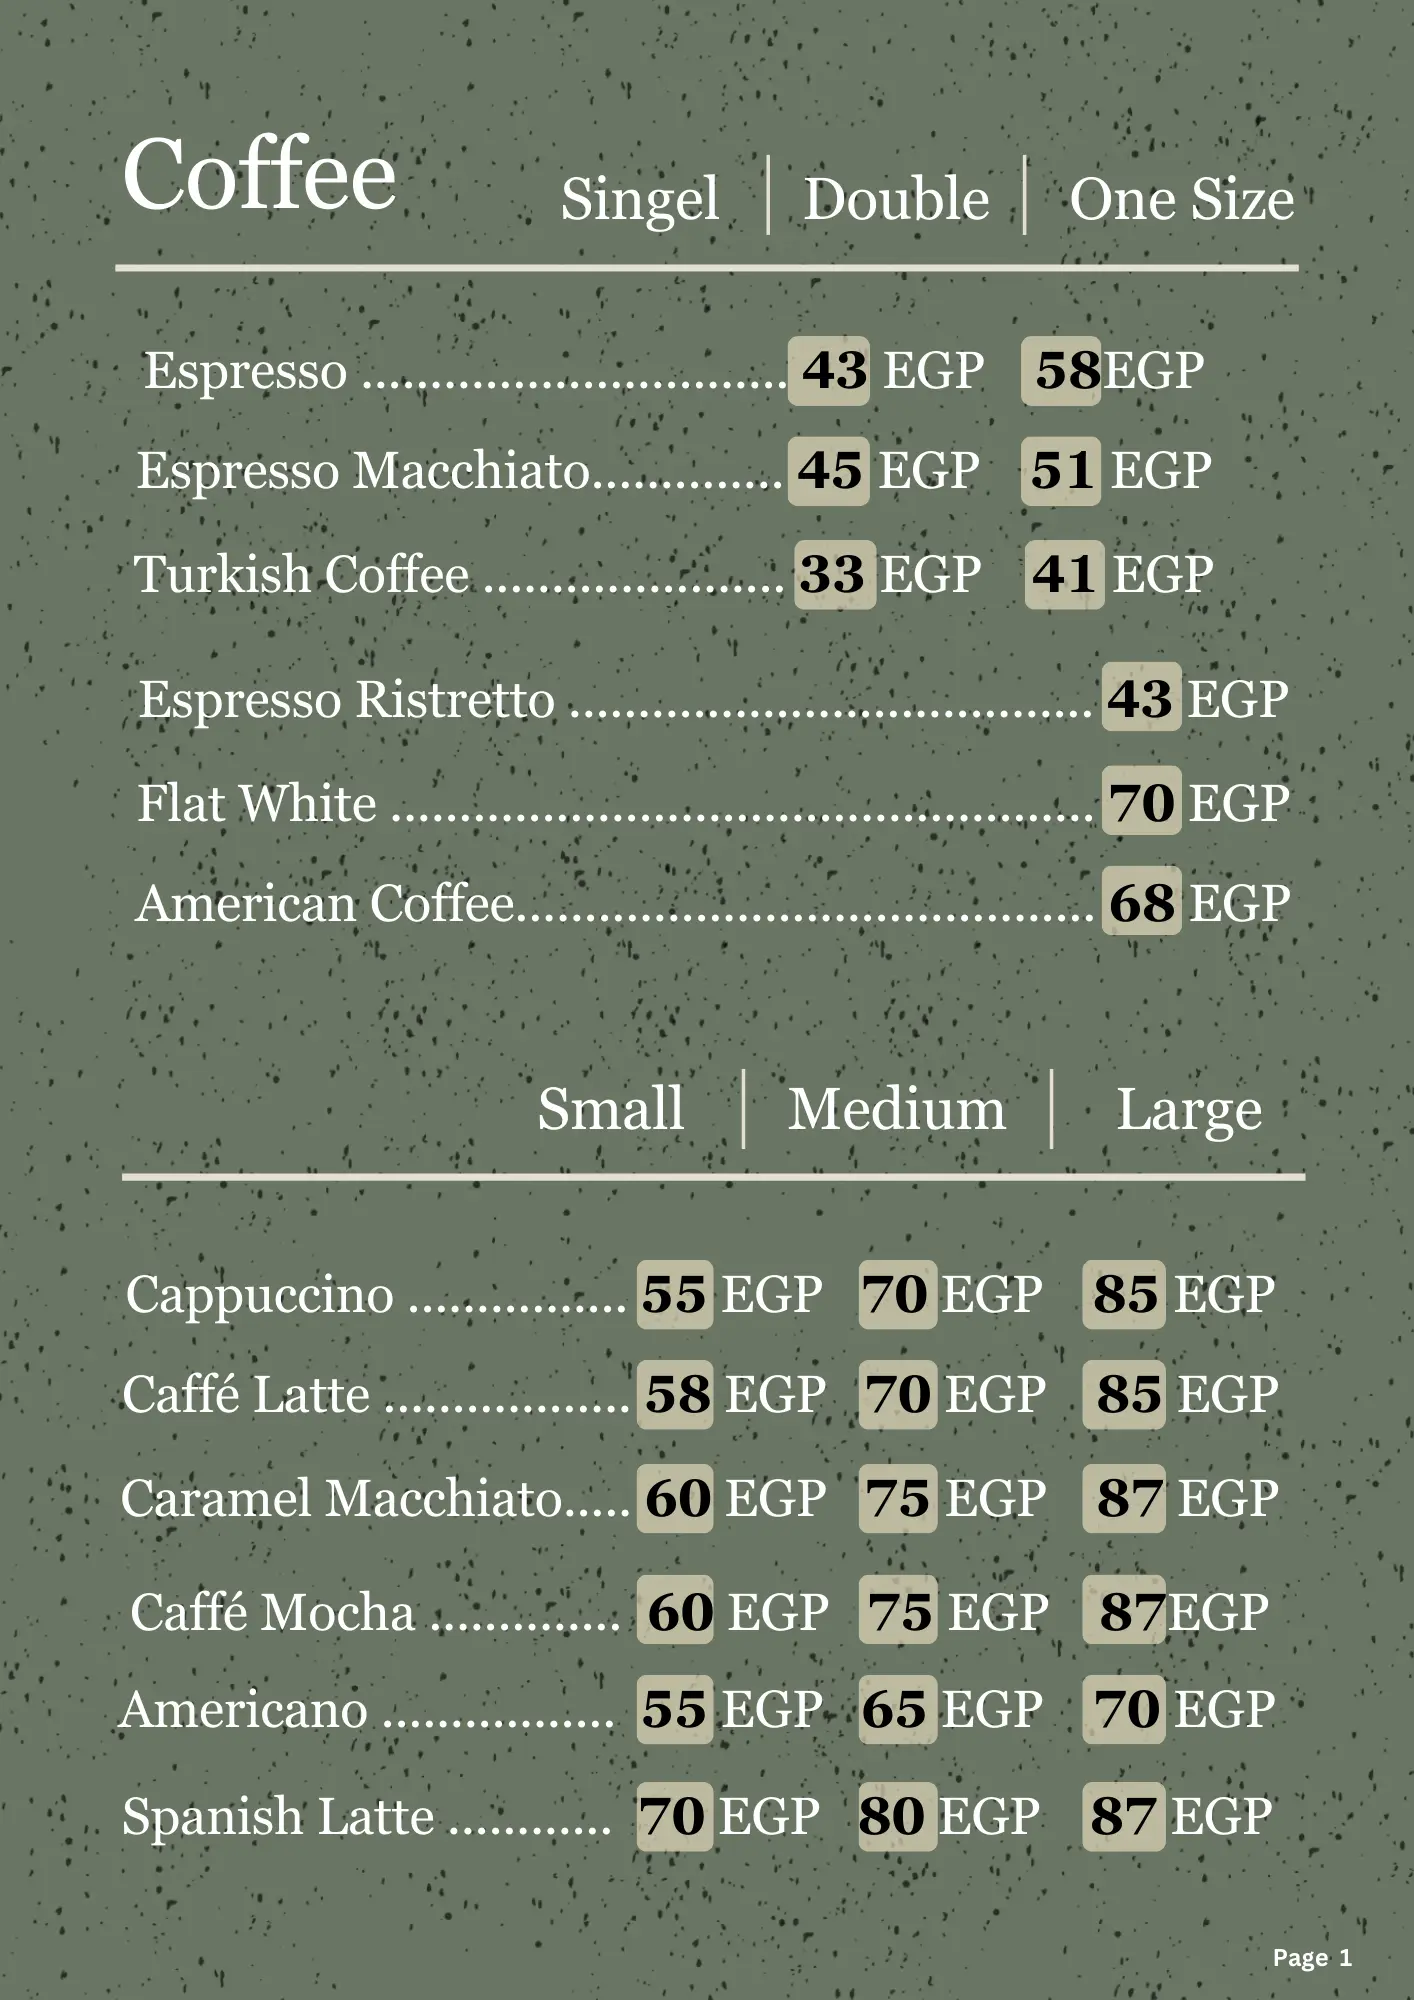 Coffee Singel Double One Size
Espresso ............................... 43 EGP 58EGP
Espresso Macchiato.............. 45 EGP 51 EGP
Turkish Coffee ...................... 33 EGP 41 EGP
Espresso Ristretto ...................................... 43 EGP
Flat White ................................................... 70 EGP
American Coffee.......................................... 68 EGP
Small Medium Large
Cappuccino ................ 55 EGP 70 EGP 85 EGP
Caffé Latte .................. 58 EGP 70 EGP 85 EGP
Caramel Macchiato..... 60 EGP 75 EGP 87 EGP
Caffé Mocha .............. 60 EGP 75 EGP 87EGP
Americano ................. 55 EGP 65 EGP 70 EGP
Spanish Latte ............ 70 EGP 80 EGP 87 EGP
Page 1